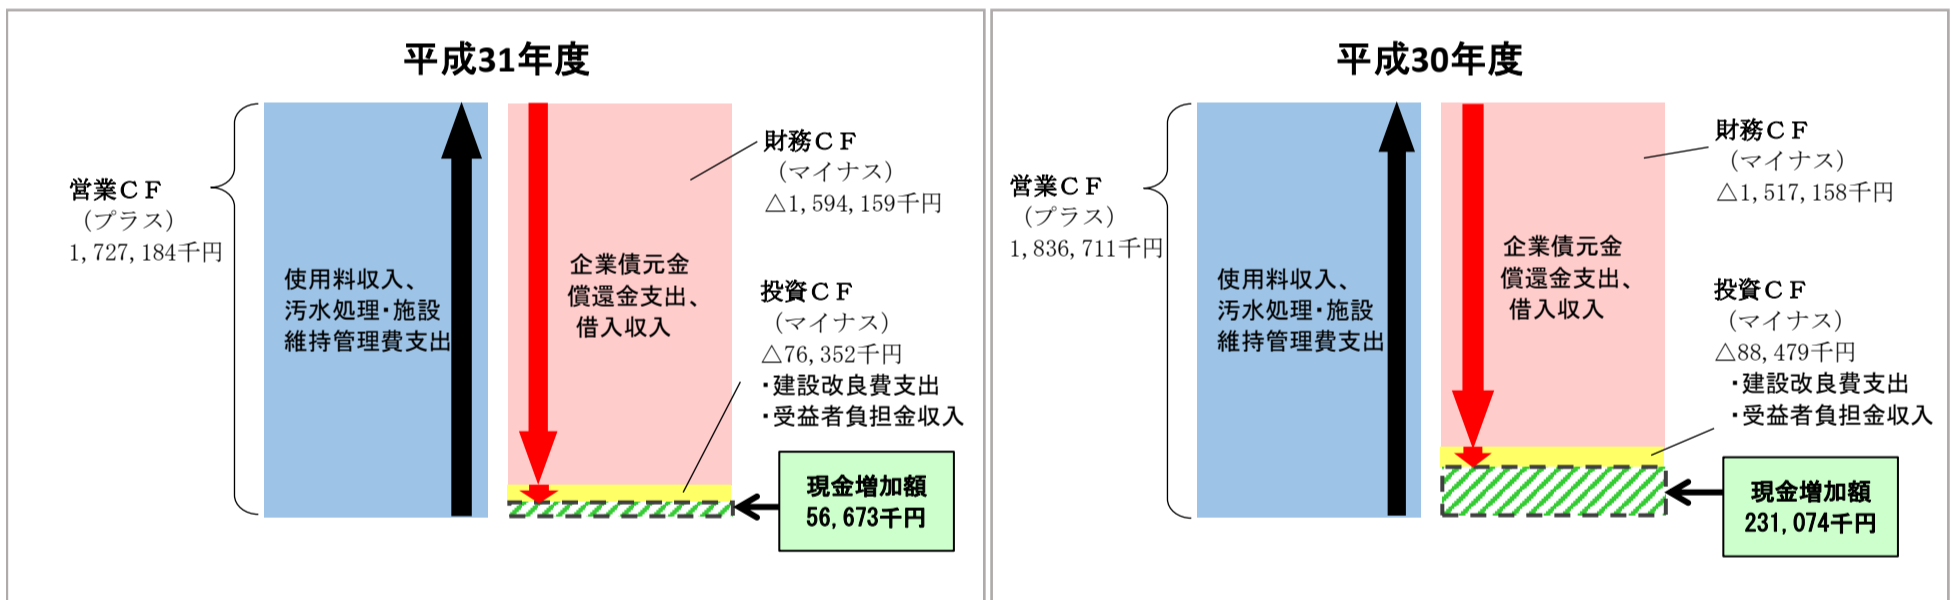 平成31年度
営業ＣＦ
（プラス）
1,727,184千円
使用料収入、
汚水処理・施設
維持管理費支出
企業債元金
償還金支出、
借入収入
財務ＣＦ
（マイナス）
△1,594,159千円
投資ＣＦ
（マイナス）
△76,352千円
・建設改良費支出
・受益者負担金収入
現金増加額
56,673千円
平成30年度
営業ＣＦ
（プラス）
1,836,711千円
使用料収入、
汚水処理・施設
維持管理費支出
企業債元金
償還金支出、
借入収入
財務ＣＦ
（マイナス）
△1,517,158千円
投資ＣＦ
（マイナス）
△88,479千円
・建設改良費支出
・受益者負担金収入
現金増加額
231,074千円